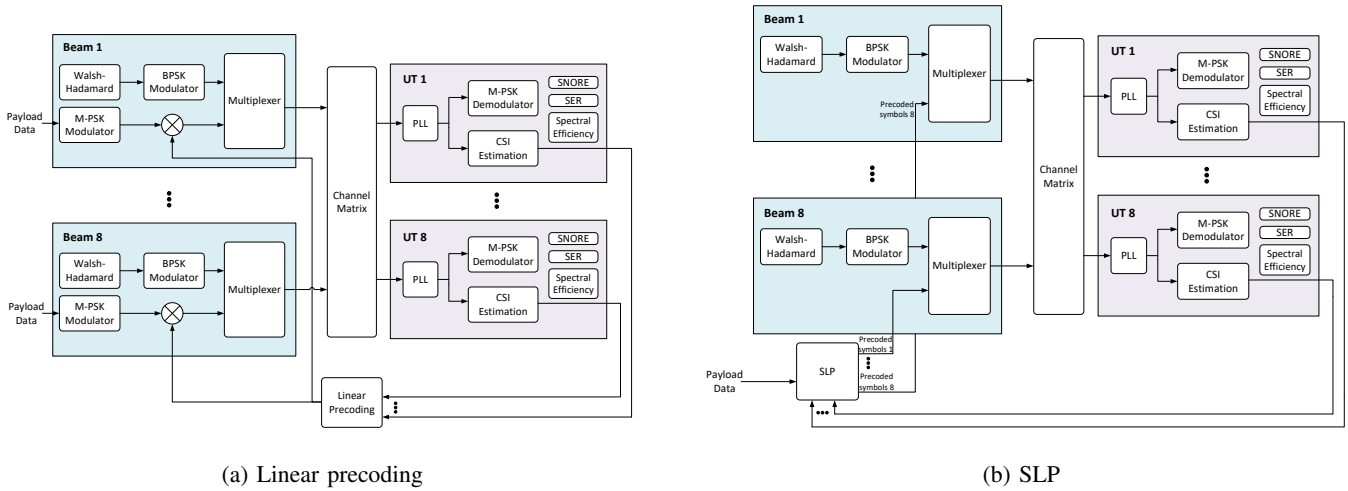 Beam 1
Walsh-
Hadamard
BPSK
Modulator
Multiplexer
M-PSK
Modulator
Payload
Data
Beam 8
Walsh-
Hadamard
BPSK
Modulator
Multiplexer
M-PSK
Modulator
Payload
Data
Channel
Matrix
UT 1
PLL
M-PSK
Demodulator
CSI
Estimation
SNORE
SER
Spectral
Efficiency
UT 8
PLL
M-PSK
Demodulator
CSI
Estimation
SNORE
SER
Spectral
Efficiency
Linear
Precoding
(a) Linear precoding
Beam 1
Walsh-
Hadamard
BPSK
Modulator
Multiplexer
Precoded
symbols 8
Beam 8
Walsh-
Hadamard
BPSK
Modulator
Multiplexer
Precoded
symbols 1
Precoded
symbols 8
SLP
Payload
Data
Channel
Matrix
UT 1
PLL
M-PSK
Demodulator
CSI
Estimation
SNORE
SER
Spectral
Efficiency
UT 8
PLL
M-PSK
Demodulator
CSI
Estimation
SNORE
SER
Spectral
Efficiency
(b) SLP